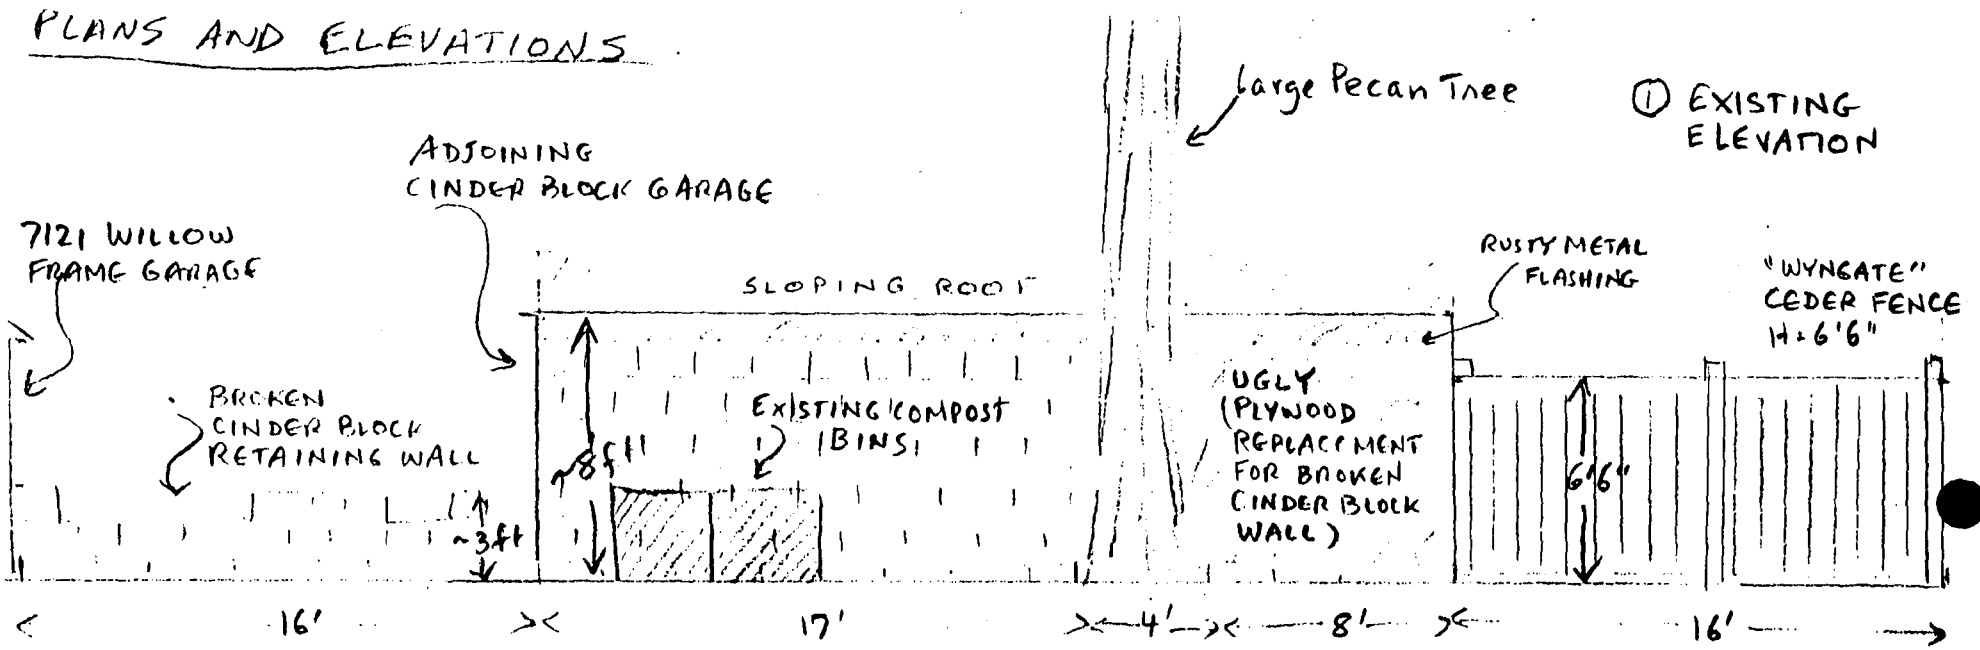 PLANS AND ELEVATIONS
large Pecan Tree
① EXISTING
ELEVATION
ADJOINING
CINDER BLOCK GARAGE
7121 WILLOW
FRAME GARAGE
RUSTY METAL
FLASHING
"WYNGATE"
CEDER FENCE
H=6'6"
SLOPING ROOF
BROKEN
CINDER BLOCK
RETAINING WALL
EXISTING COMPOST
BINS
UGLY
(PLYWOOD
REPLACEMENT
FOR BROKEN
CINDER BLOCK
WALL)
~8ft
6'6"
~3ft
16'
17'
4'
8'
16'